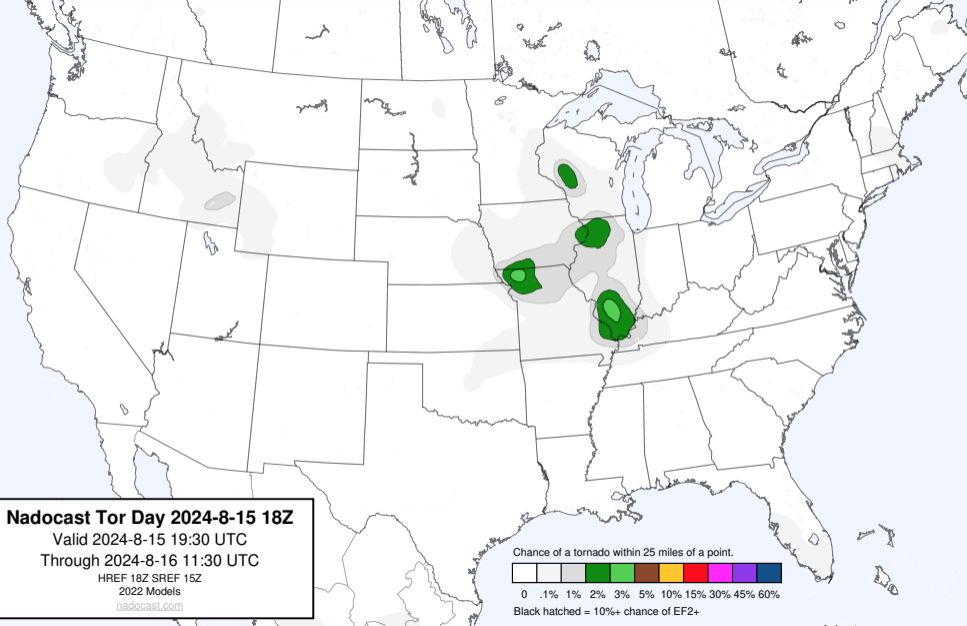 Nadocast Tor Day 2024-8-15 18Z
Valid 2024-8-15 19:30 UTC
Through 2024-8-16 11:30 UTC
HREF 18Z SREF 15Z
2022 Models
nadocast.com
Chance of a tornado within 25 miles of a point.
0 .1% 1% 2% 3% 5% 10% 15% 30% 45% 60%
Black hatched = 10%+ chance of EF2+